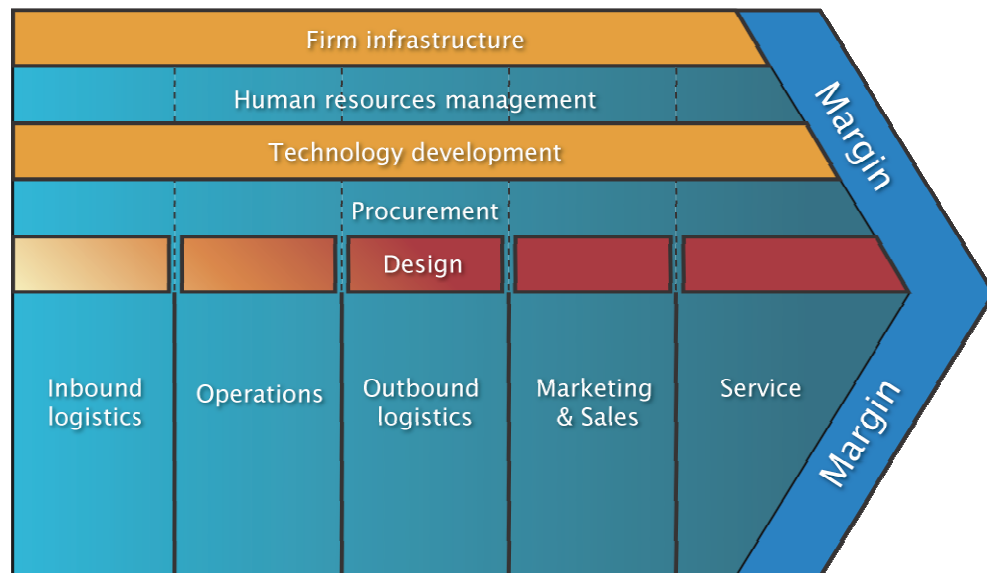 Firm infrastructure
Human resources management
Technology development
Procurement
Design
Inbound
logistics
Operations
Outbound
logistics
Marketing
& Sales
Service
Margin
Margin